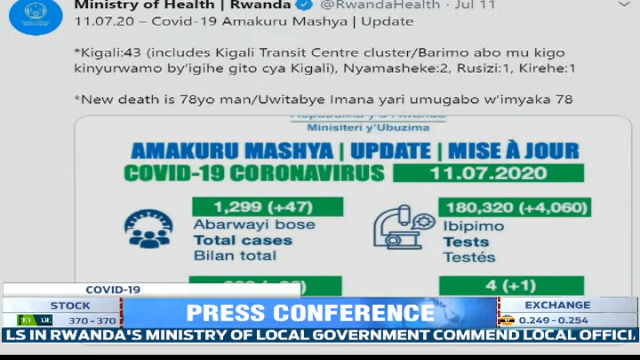 Ministry of Health | Rwanda @RwandaHealth · Jul 11
11.07.20 – Covid-19 Amakuru Mashya | Update
*Kigali:43 (includes Kigali Transit Centre cluster/Barimo abo mu kigo
kinyurwamo by'igihe gito cya Kigali), Nyamasheke:2, Rusizi:1, Kirehe:1
*New death is 78yo man/Uwitabye Imana yari umugabo w'imyaka 78
Minisiteri y'Ubuzima
AMAKURU MASHYA | UPDATE | MISE À JOUR
COVID-19 CORONAVIRUS 11.07.2020
1,299 (+47)
Abarwayi bose
Total cases
Bilan total
180,320 (+4,060)
Ibipimo
Tests
Testés
4 (+1)
COVID-19
STOCK
370 - 370
PRESS CONFERENCE
EXCHANGE
0.249 - 0.254
LS IN RWANDA'S MINISTRY OF LOCAL GOVERNMENT COMMEND LOCAL OFFICI